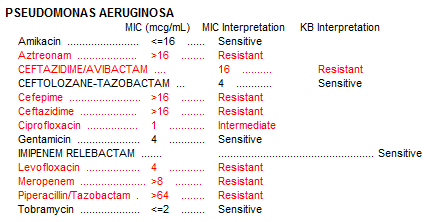 PSEUDOMONAS AERUGINOSA
MIC (mcg/mL) MIC Interpretation KB Interpretation
Amikacin .................... <=16 ...... Sensitive
Aztreonam .................. >16 ...... Resistant
CEFTAZIDIME/AVIBACTAM .... 16 .......... Resistant
CEFTOLOZANE-TAZOBACTAM ... 4 ............ Sensitive
Cefepime .................... >16 ...... Resistant
Ceftazidime ................. >16 ...... Resistant
Ciprofloxacin ............... 1 ........ Intermediate
Gentamicin .................. 4 ........ Sensitive
IMIPENEM RELEBACTAM .................... .................................................... Sensitive
Levofloxacin ................ 4 ........ Resistant
Meropenem ................... >8 ....... Resistant
Piperacillin/Tazobactam . >64 ....... Resistant
Tobramycin .................. <=2 ...... Sensitive